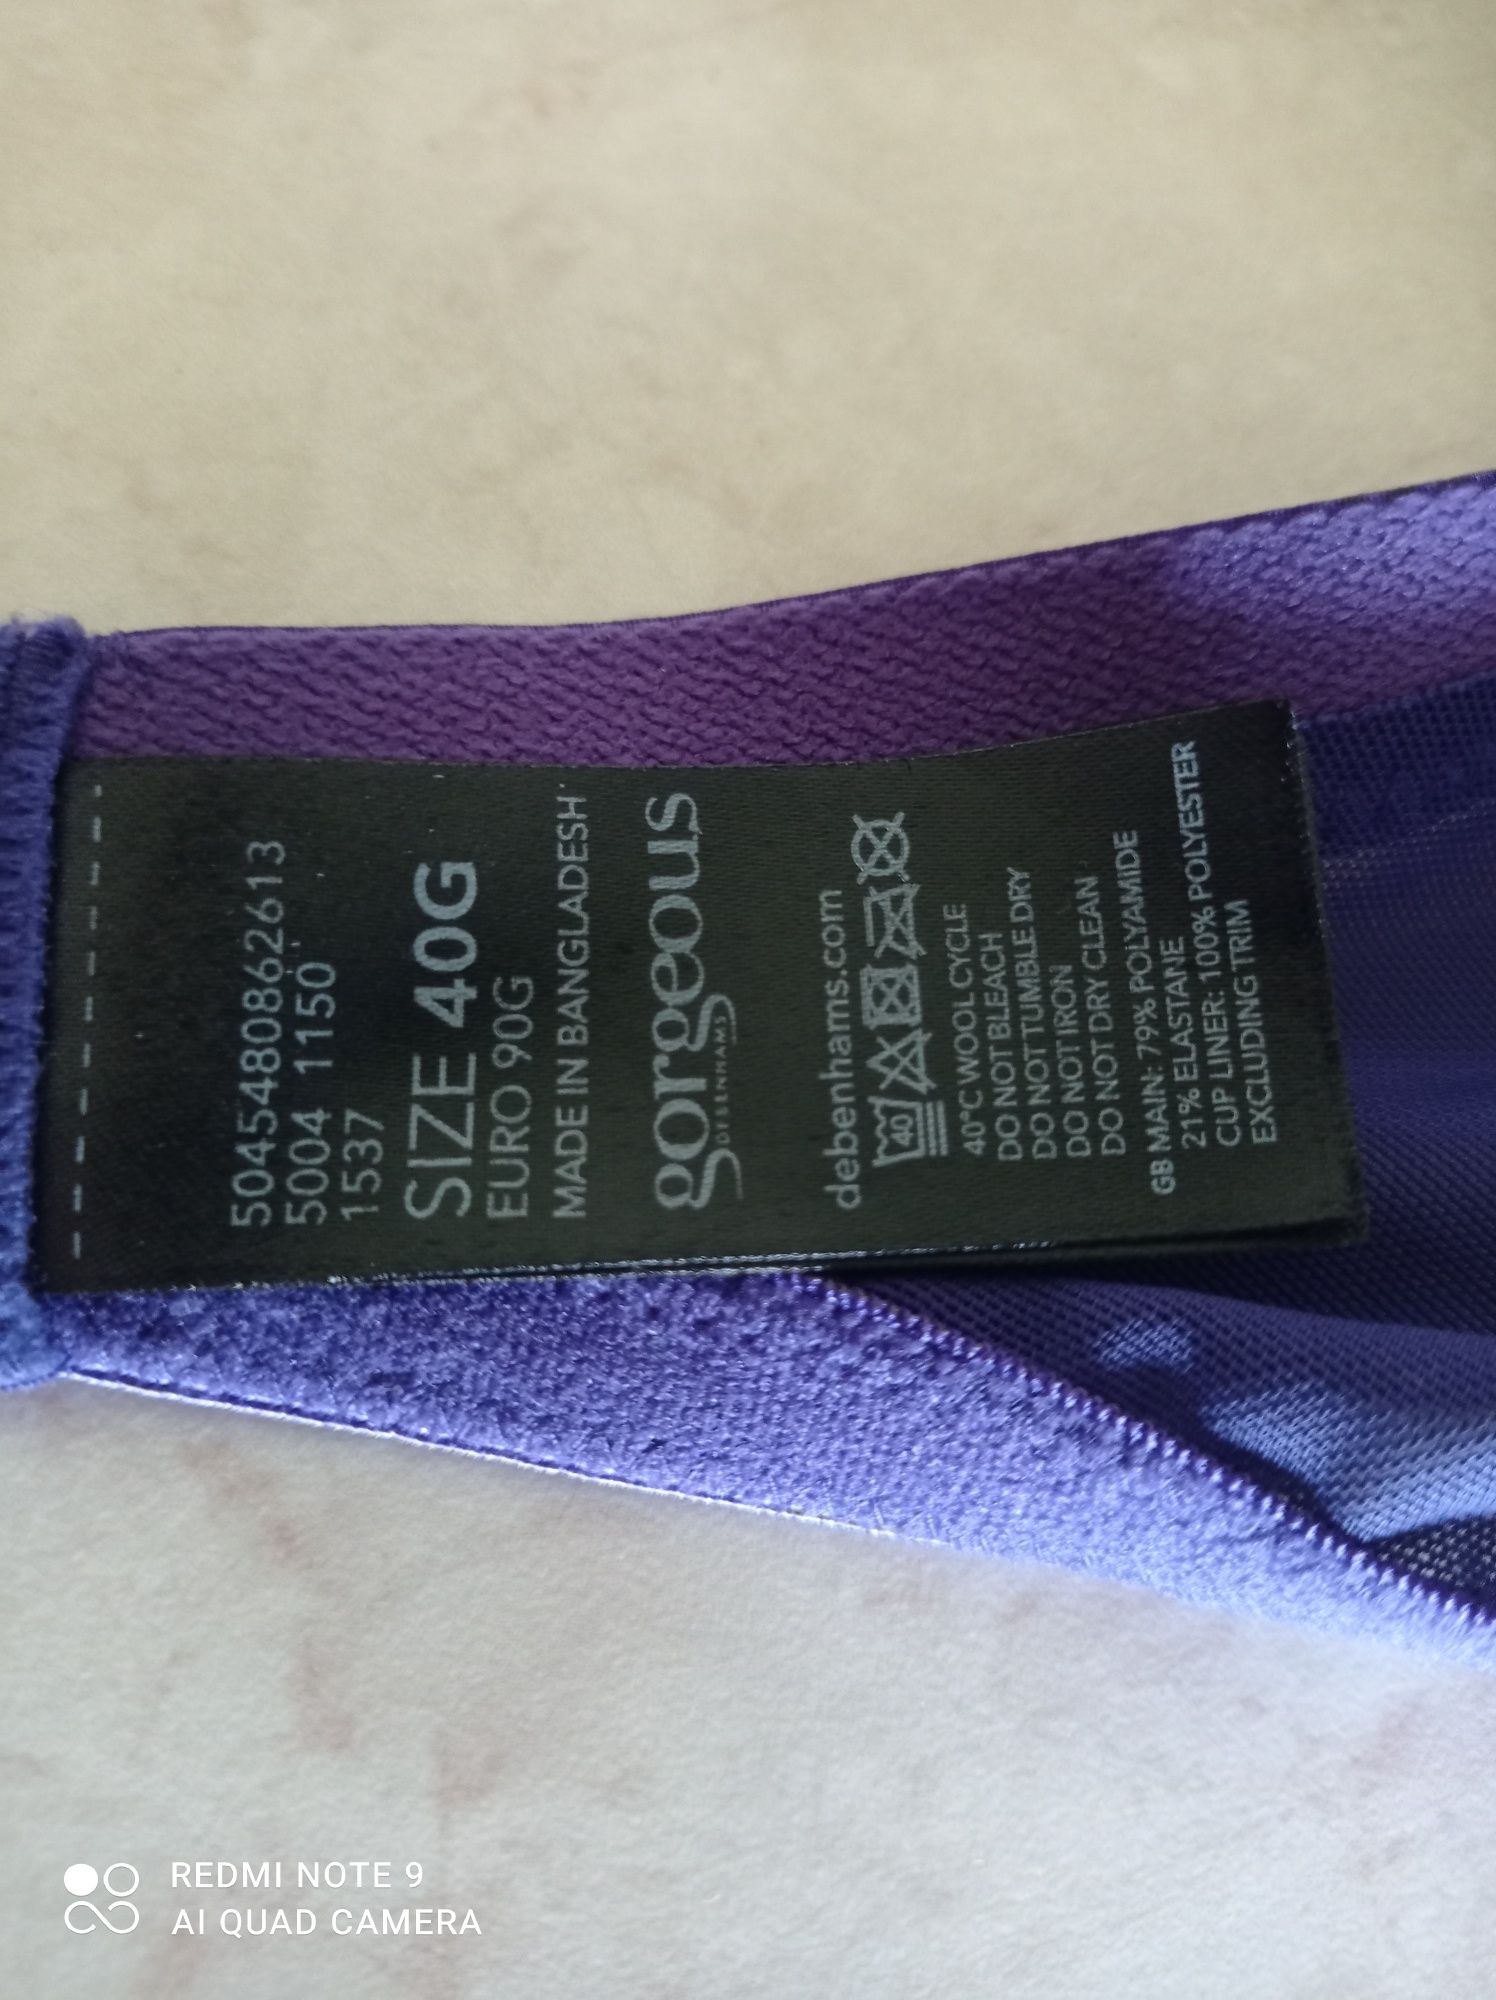 5045480862613
5004 1150
1537
SIZE 40G
EURO 90G
MADE IN BANGLADESH
gorgeous
DEBENHAMS
debenhams.com
40
40°C WOOL CYCLE
DO NOT BLEACH
DO NOT TUMBLE DRY
DO NOT IRON
DO NOT DRY CLEAN
GB MAIN: 79% POLYAMIDE
21% ELASTANE
CUP LINER: 100% POLYESTER
EXCLUDING TRIM
REDMI NOTE 9
AI QUAD CAMERA